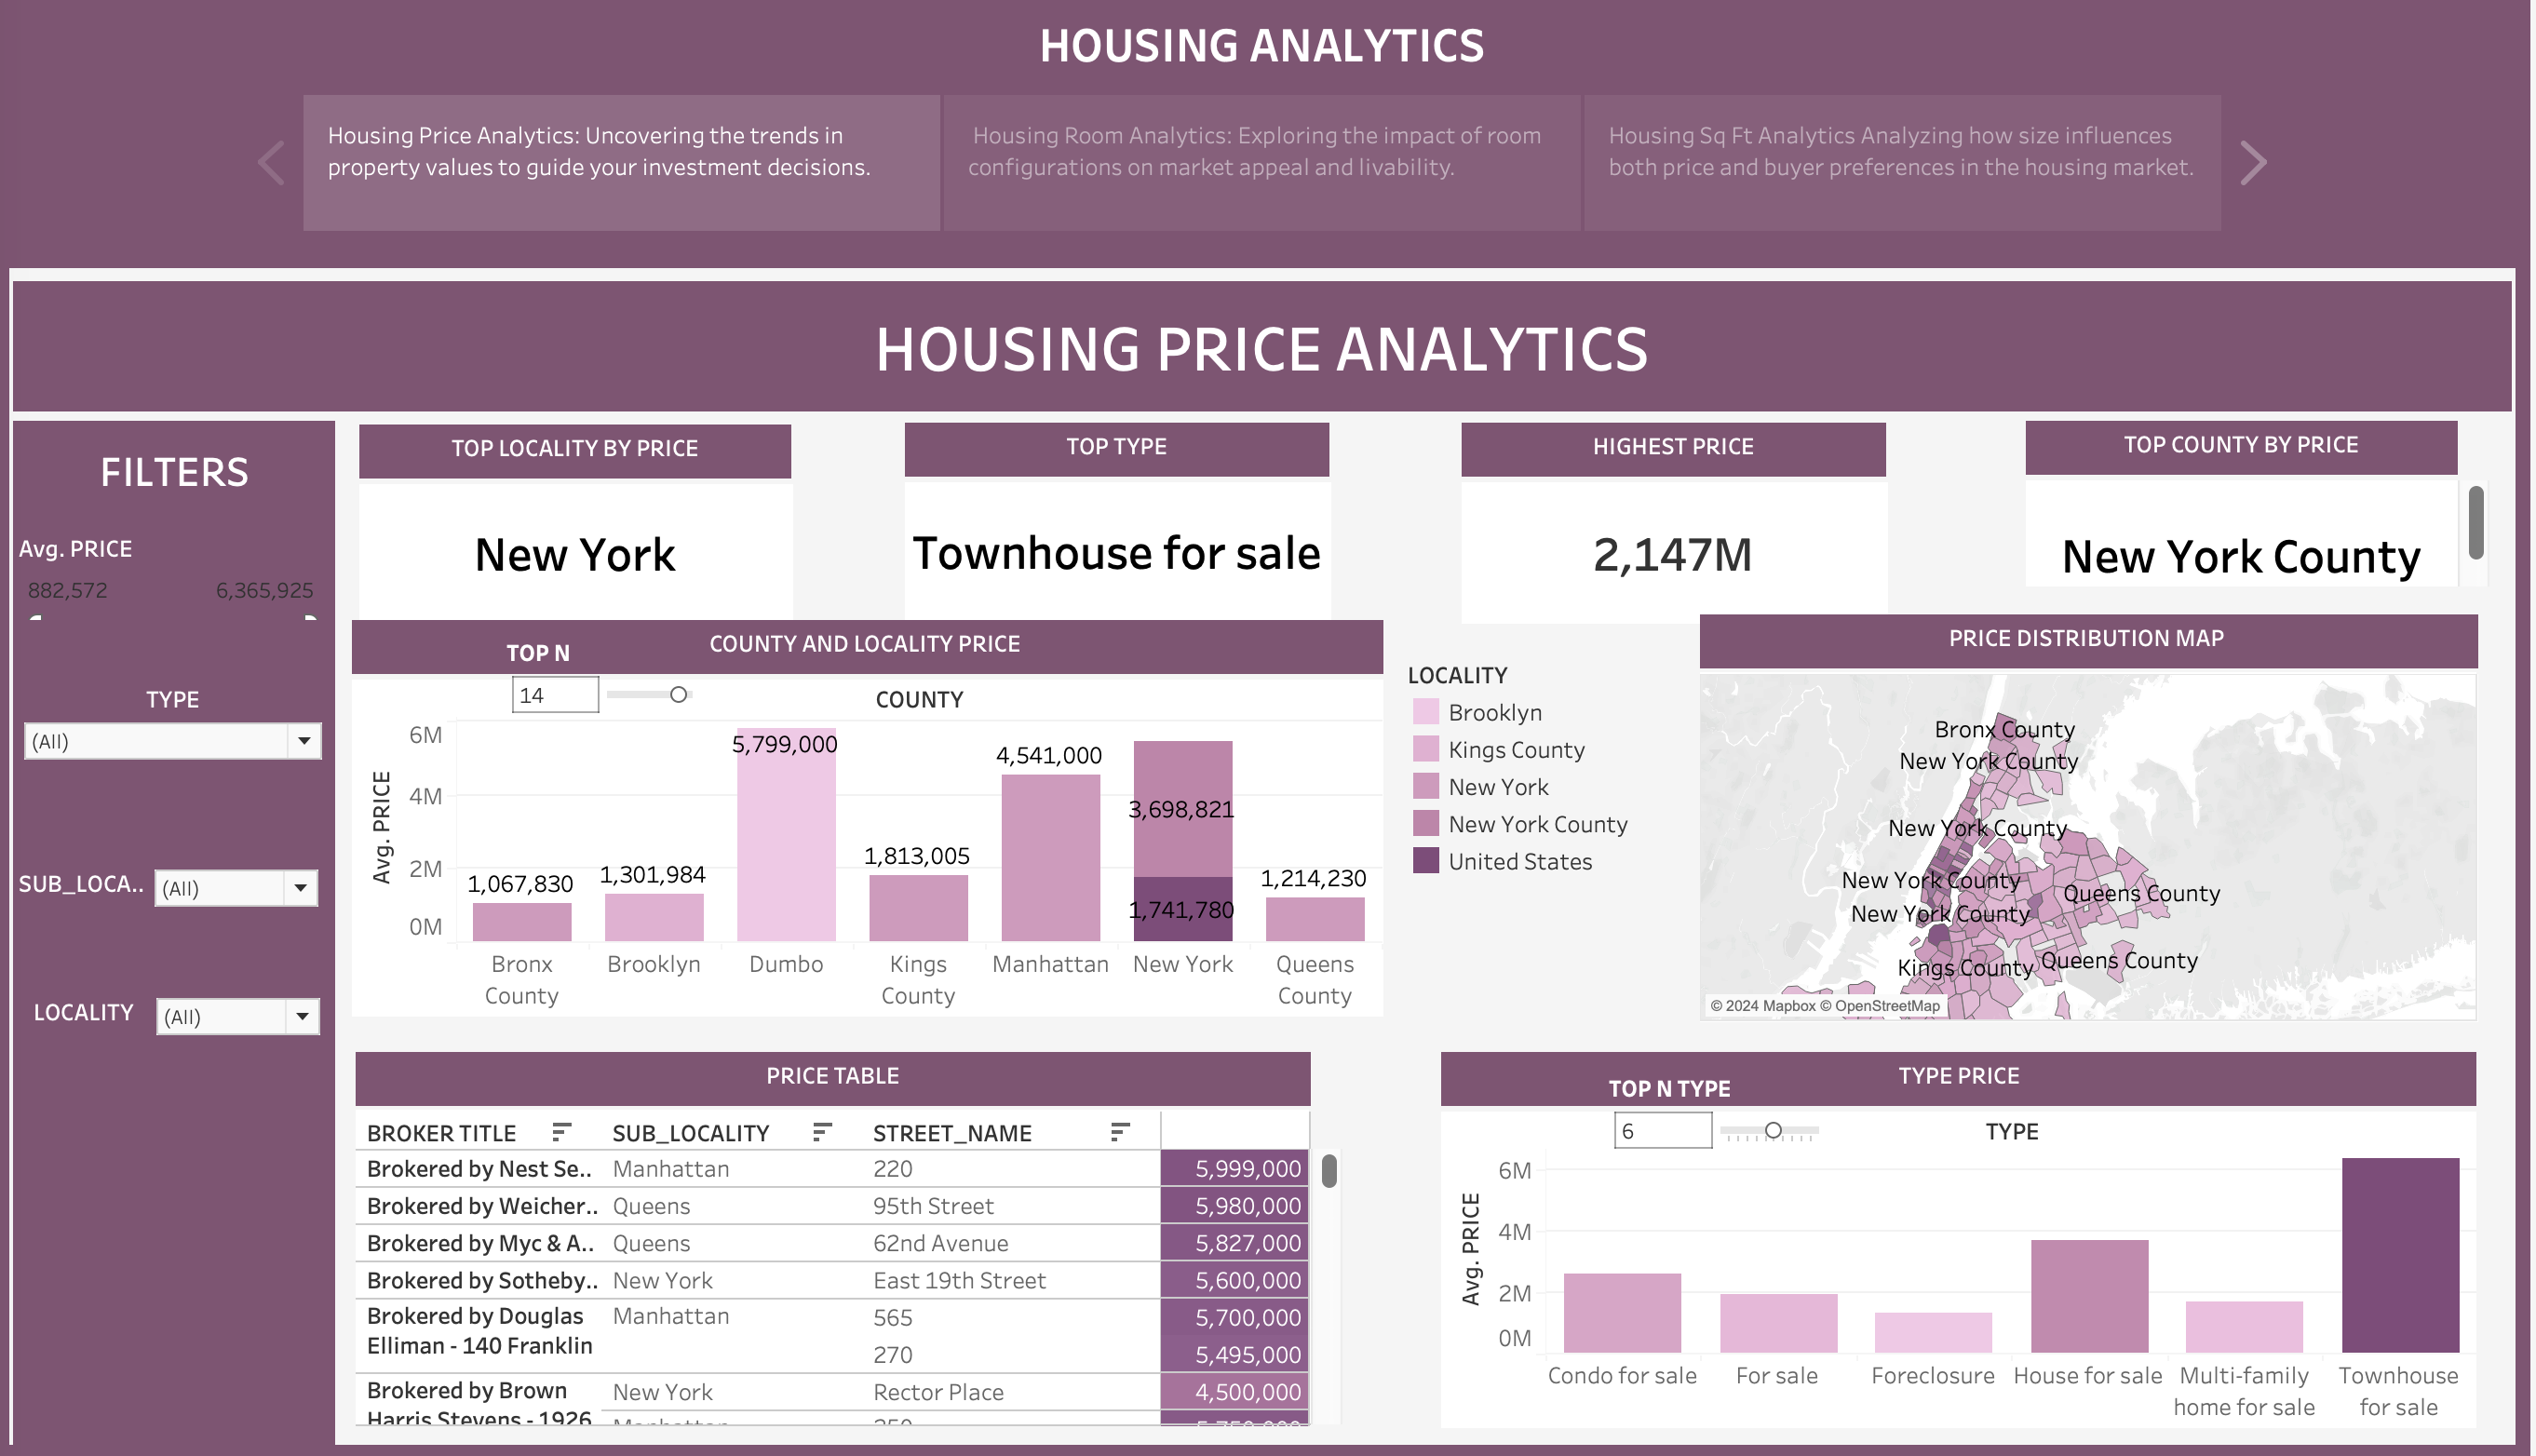 HOUSING ANALYTICS
Housing Price Analytics: Uncovering the trends in
property values to guide your investment decisions.
Housing Room Analytics: Exploring the impact of room
configurations on market appeal and livability.
Housing Sq Ft Analytics Analyzing how size influences
both price and buyer preferences in the housing market.
HOUSING PRICE ANALYTICS
FILTERS
Avg. PRICE
882,572
6,365,925
TYPE
(All)
SUB_LOCA..
(All)
LOCALITY
(All)
TOP LOCALITY BY PRICE
New York
TOP TYPE
Townhouse for sale
HIGHEST PRICE
2,147M
TOP COUNTY BY PRICE
New York County
TOP N
COUNTY AND LOCALITY PRICE
14
COUNTY
Avg. PRICE
6M
4M
2M
0M
1,067,830
1,301,984
5,799,000
1,813,005
4,541,000
3,698,821
1,741,780
1,214,230
Bronx
County
Brooklyn
Dumbo
Kings
County
Manhattan
New York
Queens
County
LOCALITY
Brooklyn
Kings County
New York
New York County
United States
PRICE DISTRIBUTION MAP
Bronx County
New York County
New York County
New York County
Queens County
New York County
Kings County
Queens County
© 2024 Mapbox © OpenStreetMap
PRICE TABLE
BROKER TITLE SUB_LOCALITY STREET_NAME
Brokered by Nest Se.. Manhattan 220 5,999,000
Brokered by Weicher.. Queens 95th Street 5,980,000
Brokered by Myc & A.. Queens 62nd Avenue 5,827,000
Brokered by Sotheby.. New York East 19th Street 5,600,000
Brokered by Douglas Manhattan 565 5,700,000
Elliman - 140 Franklin 270 5,495,000
Brokered by Brown New York Rector Place 4,500,000
Harris Stevens - 1926 Manhattan 250 5,750,000
TOP N TYPE
TYPE PRICE
6
TYPE
Avg. PRICE
6M
4M
2M
0M
Condo for sale
For sale
Foreclosure
House for sale
Multi-family
home for sale
Townhouse
for sale